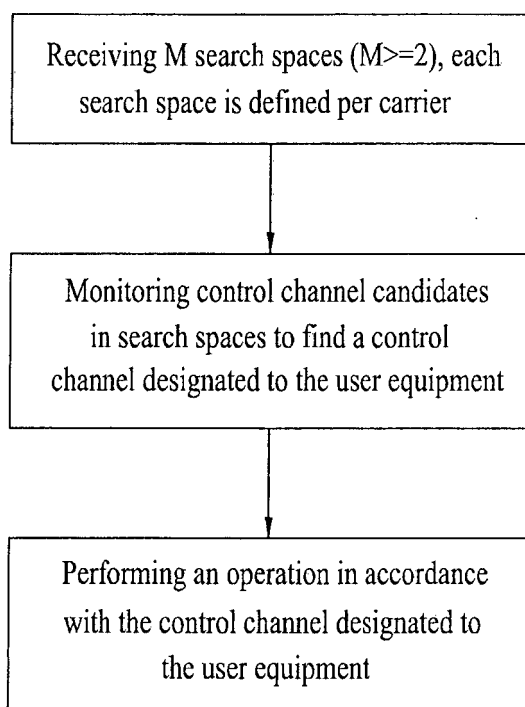 Receiving M search spaces (M>=2), each
search space is defined per carrier
Monitoring control channel candidates
in search spaces to find a control
channel designated to the user equipment
Performing an operation in accordance
with the control channel designated to
the user equipment